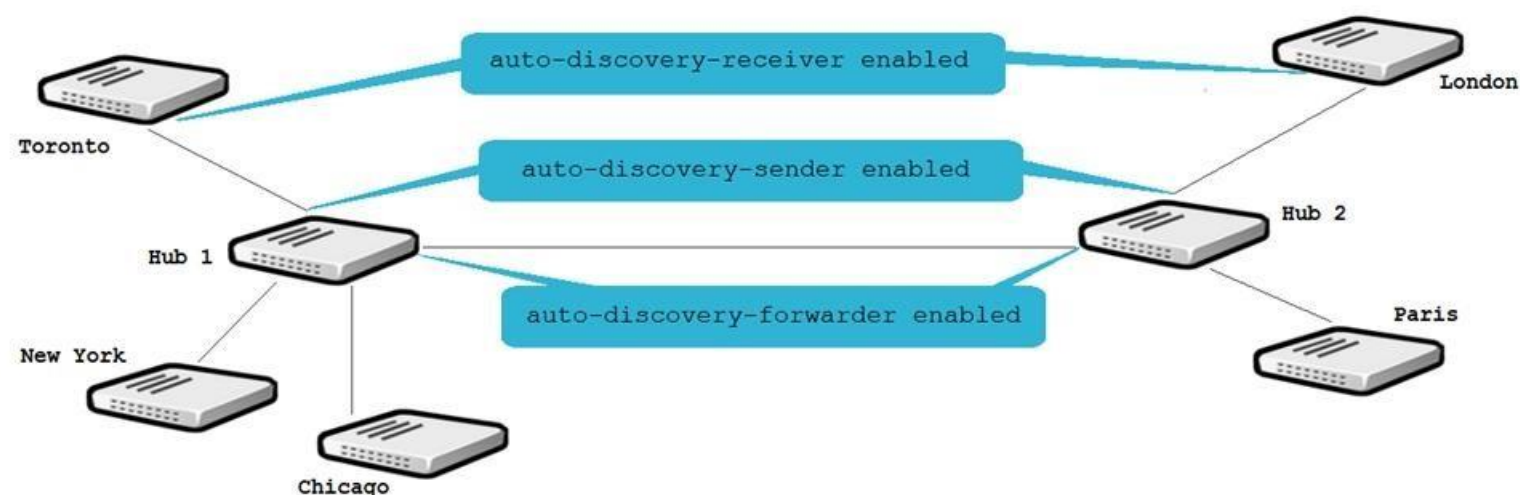 auto-discovery-receiver enabled
London
Toronto
auto-discovery-sender enabled
Hub 2
Hub 1
auto-discovery-forwarder enabled
Paris
New York
Chicago